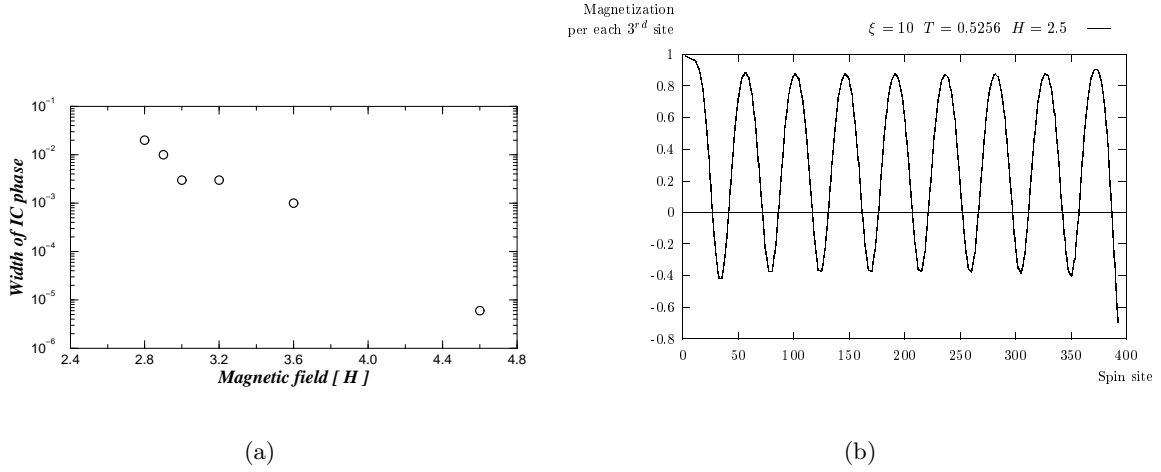 Magnetization
per each 3^{rd} site
ξ = 10 T = 0.5256 H = 2.5
10^{-1}
10^{-2}
10^{-3}
10^{-4}
10^{-5}
10^{-6}
Width of IC phase
2.4 2.8 3.2 3.6 4.0 4.4 4.8
Magnetic field [ H ]
1
0.8
0.6
0.4
0.2
0
-0.2
-0.4
-0.6
-0.8
0 50 100 150 200 250 300 350 400
Spin site
(a)
(b)